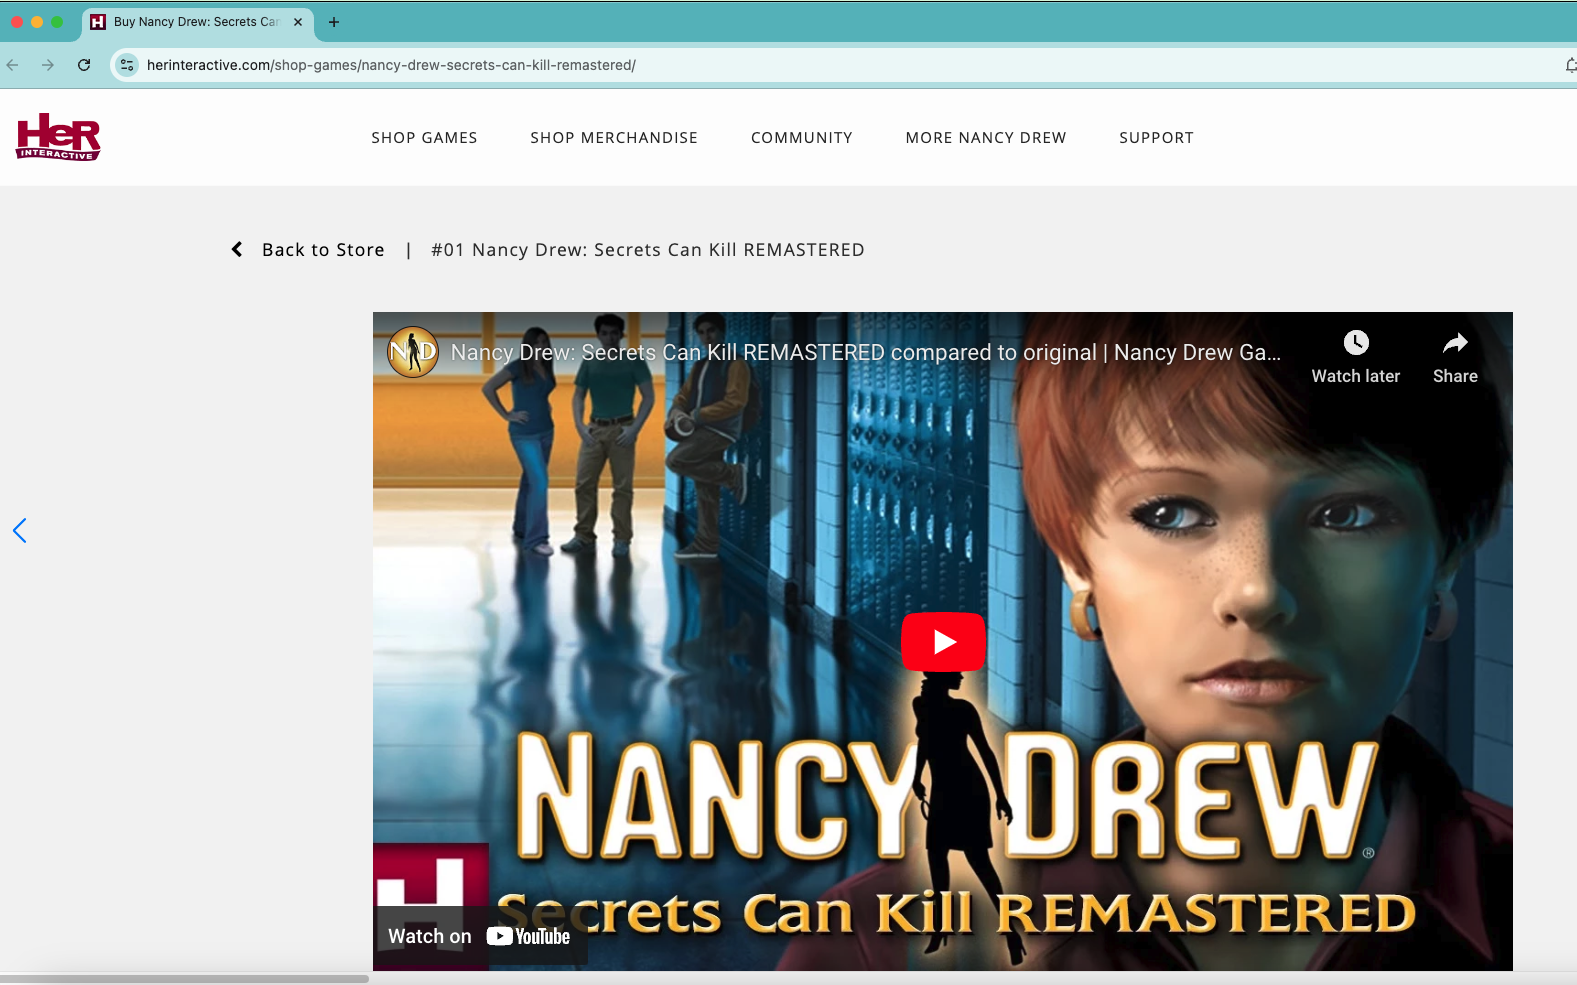 Buy Nancy Drew: Secrets Can
herinteractive.com/shop-games/nancy-drew-secrets-can-kill-remastered/
HeR
INTERACTIVE
SHOP GAMES
SHOP MERCHANDISE
COMMUNITY
MORE NANCY DREW
SUPPORT
Back to Store | #01 Nancy Drew: Secrets Can Kill REMASTERED
ND
Nancy Drew: Secrets Can Kill REMASTERED compared to original | Nancy Drew Ga...
Watch later
Share
NANCY DREW®
Secrets Can Kill REMASTERED
H
Watch on YouTube